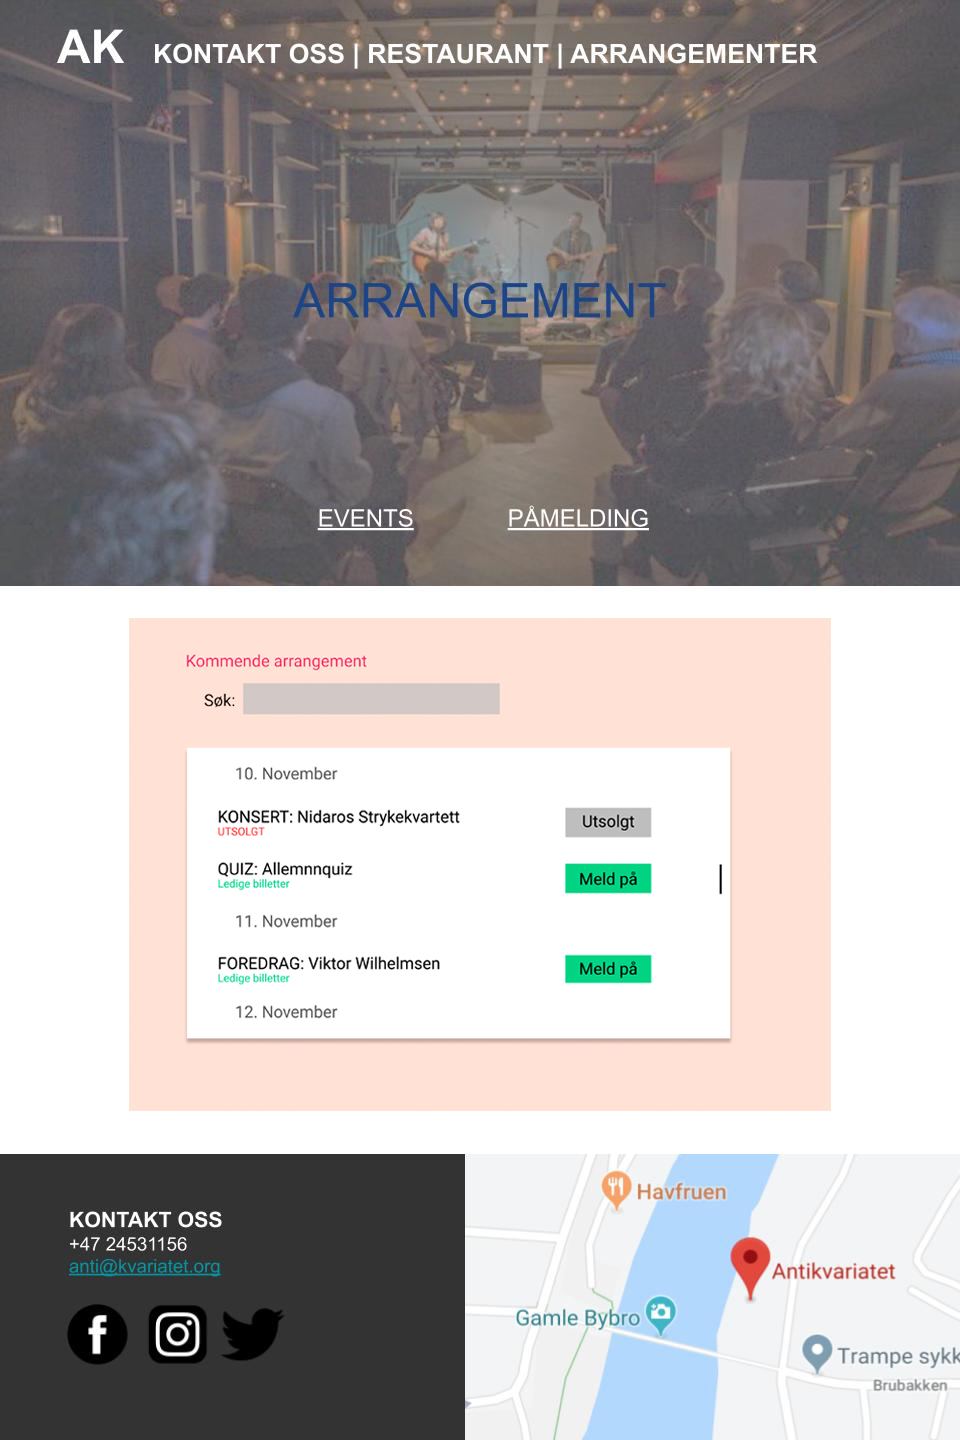 AK KONTAKT OSS | RESTAURANT | ARRANGEMENTER
ARRANGEMENT
EVENTS PÅMELDING
Kommende arrangement
Søk:
10. November
KONSERT: Nidaros Strykekvartett
UTSOLGT
Utsolgt
QUIZ: Allemnnquiz
Ledige billetter
Meld på
11. November
FOREDRAG: Viktor Wilhelmsen
Ledige billetter
Meld på
12. November
KONTAKT OSS
+47 24531156
anti@kvariatet.org
Havfruen
Antikvariatet
Gamle Bybro
Trampe sykk
Brubakken